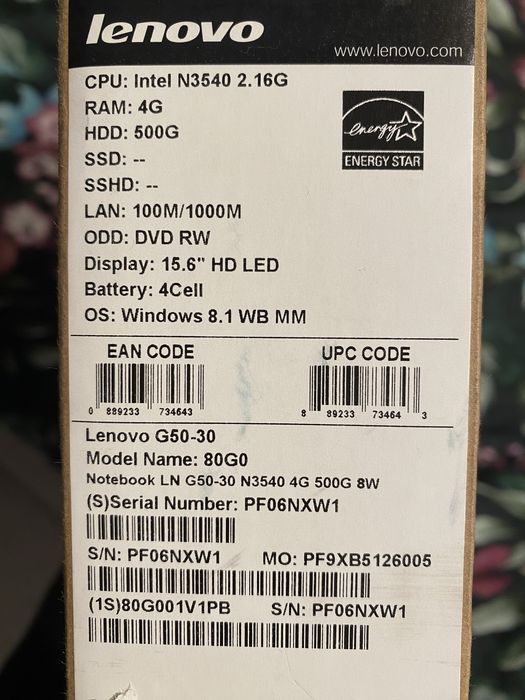 lenovo
www.lenovo.com
CPU: Intel N3540 2.16G
RAM: 4G
HDD: 500G
energy
ENERGY STAR
SSD: --
SSHD: --
LAN: 100M/1000M
ODD: DVD RW
Display: 15.6" HD LED
Battery: 4Cell
OS: Windows 8.1 WB MM
EAN CODE UPC CODE
0 889233 734643 8 89233 73464 3
Lenovo G50-30
Model Name: 80G0
Notebook LN G50-30 N3540 4G 500G 8W
(S)Serial Number: PF06NXW1
S/N: PF06NXW1 MO: PF9XB5126005
(1S)80G001V1PB S/N: PF06NXW1